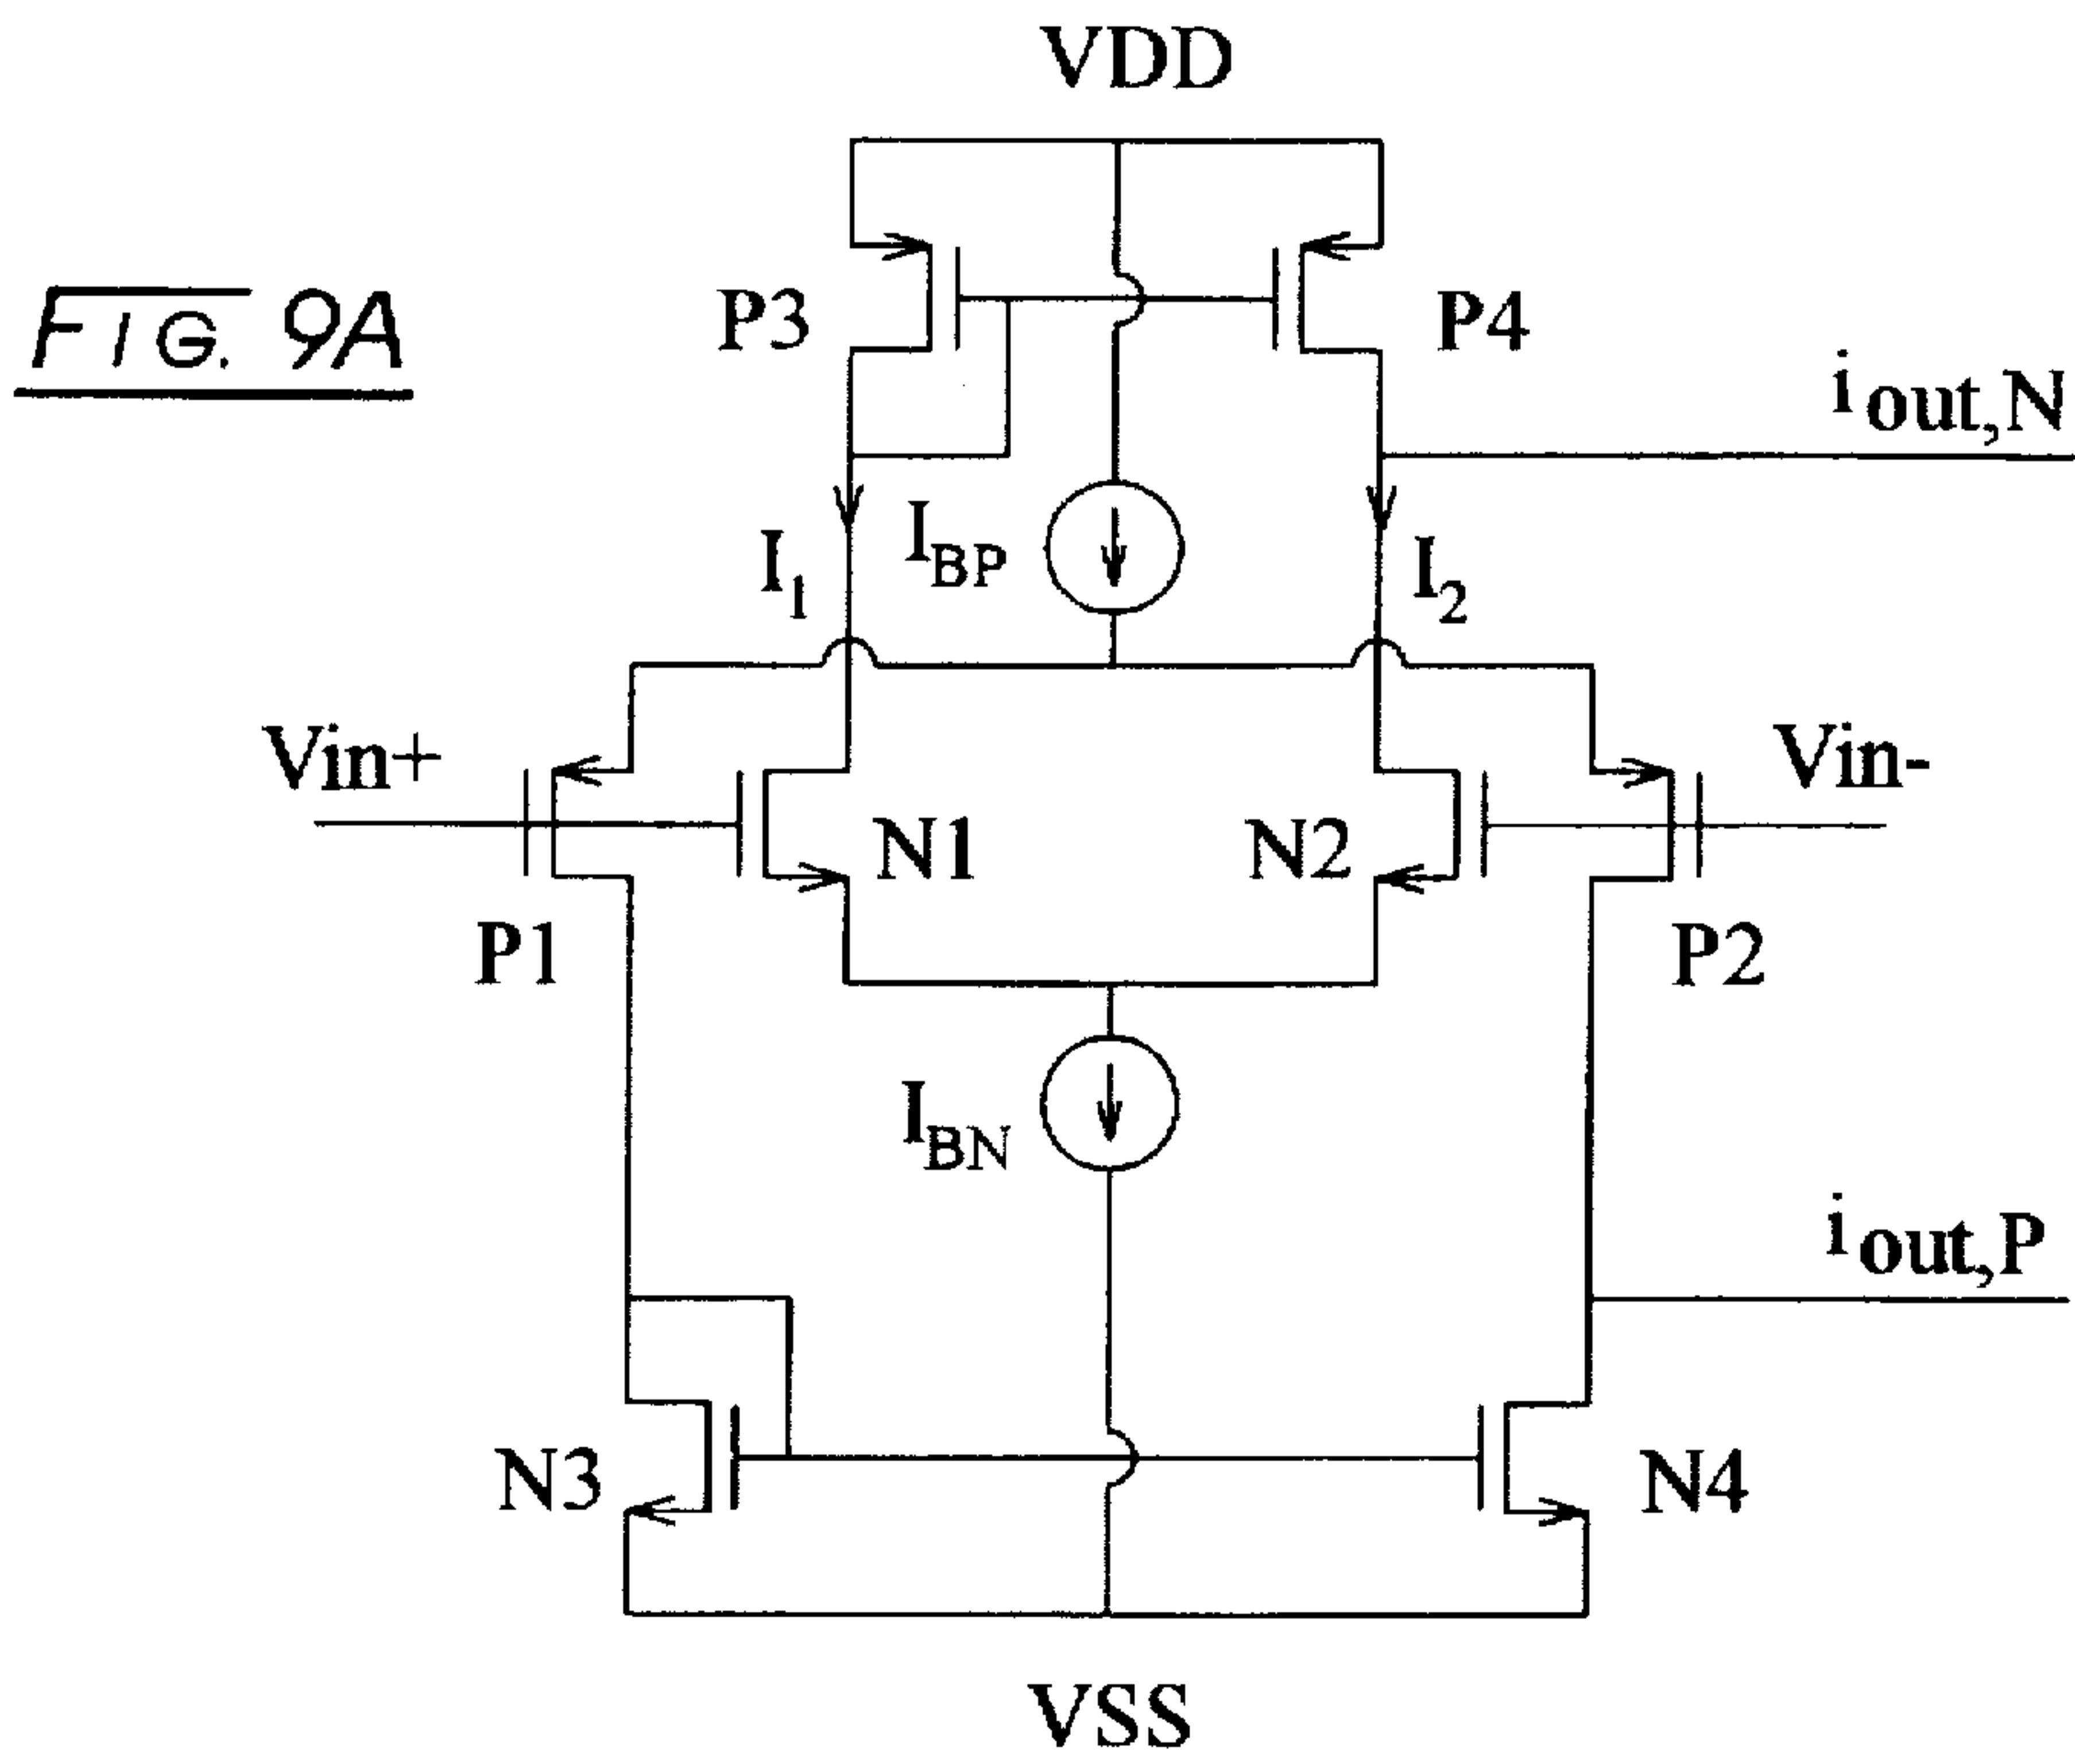 VDD
FIG. 9A
P3
P4
i out,N
I1
IBP
I2
Vin+
Vin-
N1
N2
P1
P2
IBN
i out,P
N3
N4
VSS